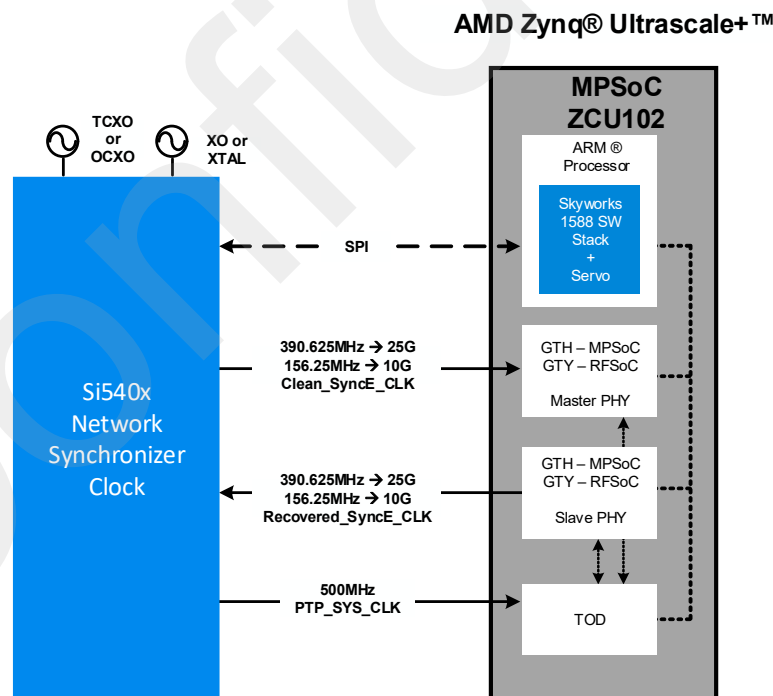 AMD Zynq® Ultrascale+™
MPSoC
ZCU102
TCXO
or
OCXO
XO or
XTAL
ARM ®
Processor
Skyworks
1588 SW
Stack
+
Servo
SPI
390.625MHz → 25G
156.25MHz → 10G
Clean_SyncE_CLK
GTH – MPSoC
GTY – RFSoC
Master PHY
Si540x
Network
Synchronizer
Clock
390.625MHz → 25G
156.25MHz → 10G
Recovered_SyncE_CLK
GTH – MPSoC
GTY – RFSoC
Slave PHY
500MHz
PTP_SYS_CLK
TOD